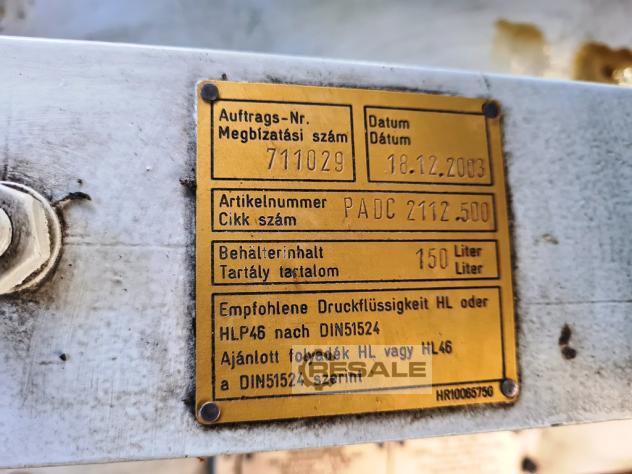 Auftrags-Nr.
Megbízatási szám
711029
Datum
Dátum
18.12.2003
Artikelnummer
Cikk szám
PADC 2112.500
Behälterinhalt
Tartály tartalom
150 Liter
Liter
Empfohlene Druckflüssigkeit HL oder
HLP46 nach DIN51524
Ajánlott folyadék HL vagy HL46
a DIN51524 szerint
RESALE
HR10065750